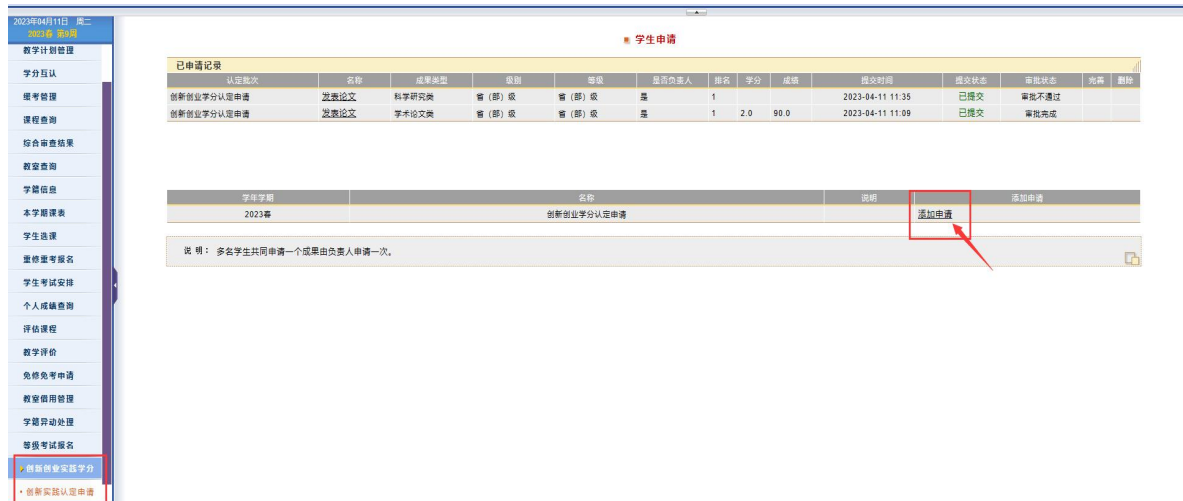 2023年04月11日 周二
2023春 第9周
教学计划管理
学分互认
缓考管理
课程查询
综合审查结果
教室查询
学籍信息
本学期课表
学生选课
重修重考报名
学生考试安排
个人成绩查询
评估课程
教学评价
免修免考申请
教室借用管理
学籍异动处理
等级考试报名
创新创业实践学分
创新实践认定申请
学生申请
已申请记录
认定批次 名称 成果类型 级别 等级 是否负责人 排名 学分 成绩 提交时间 提交状态 审批状态 完善 删除
创新创业学分认定申请 发表论文 科学研究类 省（部）级 省（部）级 是 1 2023-04-11 11:35 已提交 审批不通过
创新创业学分认定申请 发表论文 学术论文类 省（部）级 省（部）级 是 1 2.0 90.0 2023-04-11 11:09 已提交 审批完成
学年学期 名称 说明 添加申请
2023春 创新创业学分认定申请 添加申请
说 明： 多名学生共同申请一个成果由负责人申请一次。